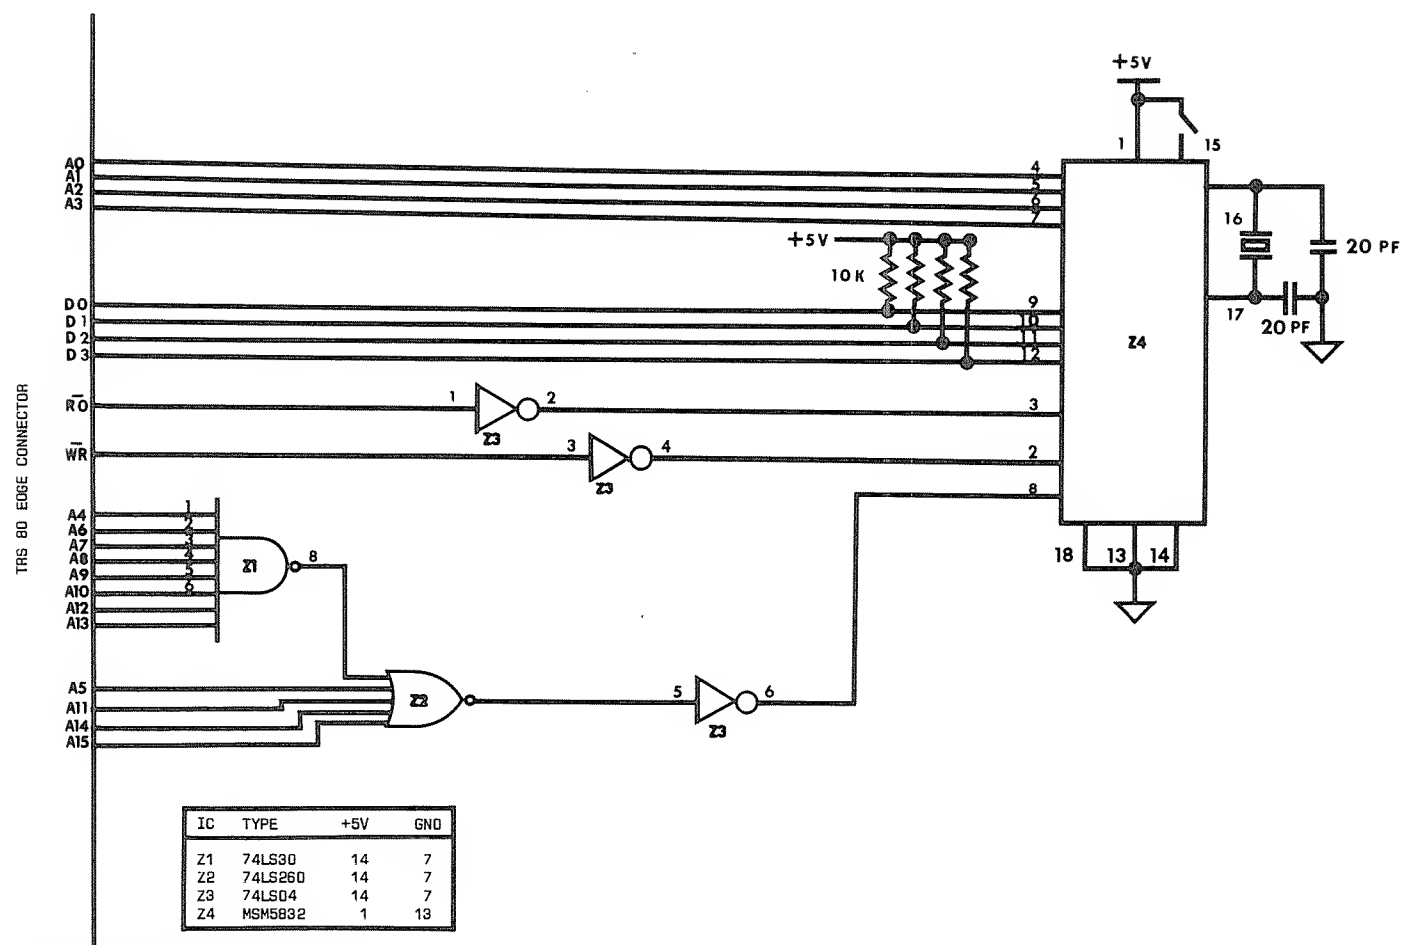 +5V
1
15
A0
A1
A2
A3
4
5
6
7
16
20 PF
+5V
10K
D0
D1
D2
D3
9
10
11
12
17
20 PF
Z4
TRS 80 EDGE CONNECTOR
RD
1
2
Z3
3
WR
3
4
Z3
2
8
A4
A6
A7
A8
A9
A10
A12
A13
1
2
3
4
5
6
Z1
8
18
13
14
A5
A11
A14
A15
Z2
5
6
Z3
IC TYPE +5V GND
Z1 74LS30 14 7
Z2 74LS260 14 7
Z3 74LS04 14 7
Z4 MSM5832 1 13